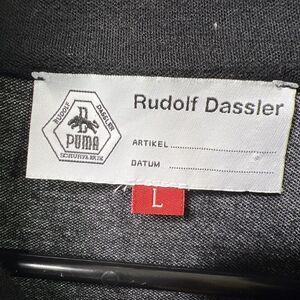 Rudolf Dassler
RUDOLF DASSLER
PUMA
SCHUHFABRIK
ARTIKEL
DATUM
L